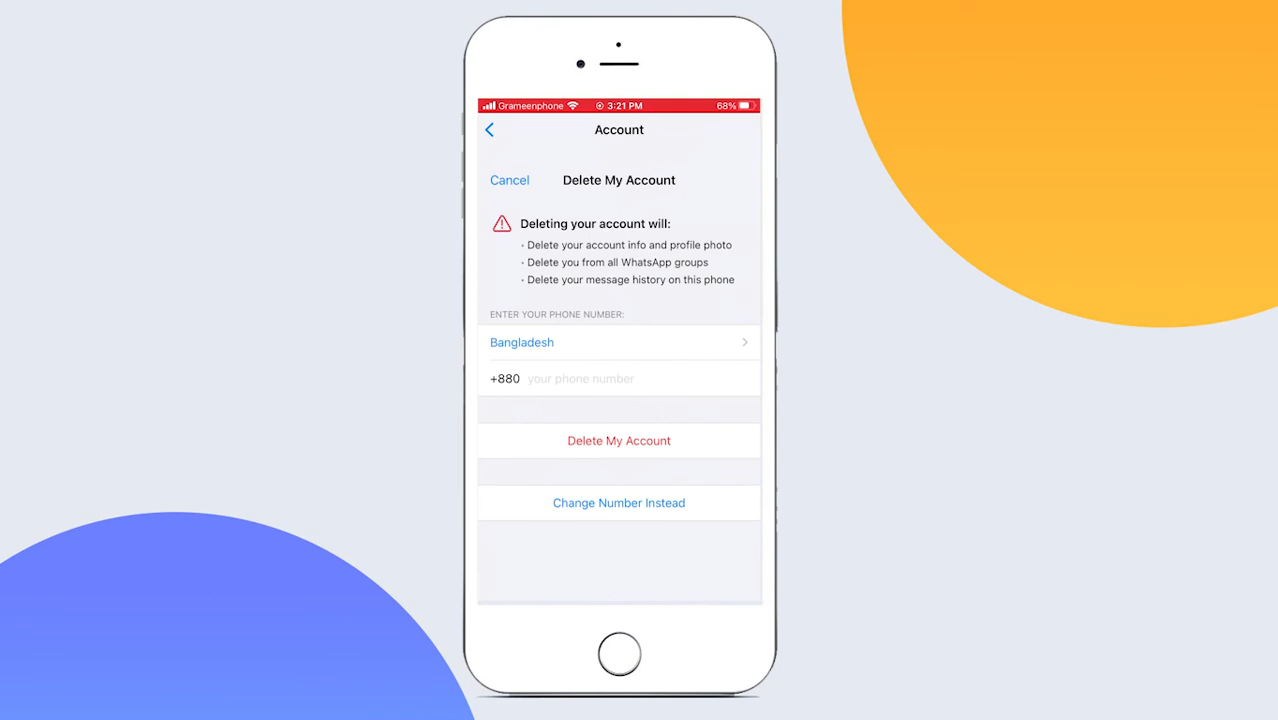 Grameenphone 3:21 PM 68%
Account
Cancel Delete My Account
Deleting your account will:
· Delete your account info and profile photo
· Delete you from all WhatsApp groups
· Delete your message history on this phone
ENTER YOUR PHONE NUMBER:
Bangladesh
+880 your phone number
Delete My Account
Change Number Instead